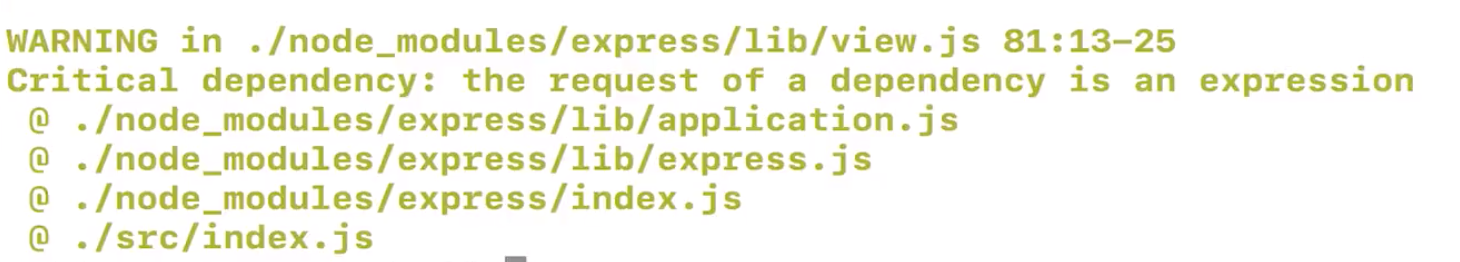 WARNING in ./node_modules/express/lib/view.js 81:13-25
Critical dependency: the request of a dependency is an expression
@ ./node_modules/express/lib/application.js
@ ./node_modules/express/lib/express.js
@ ./node_modules/express/index.js
@ ./src/index.js